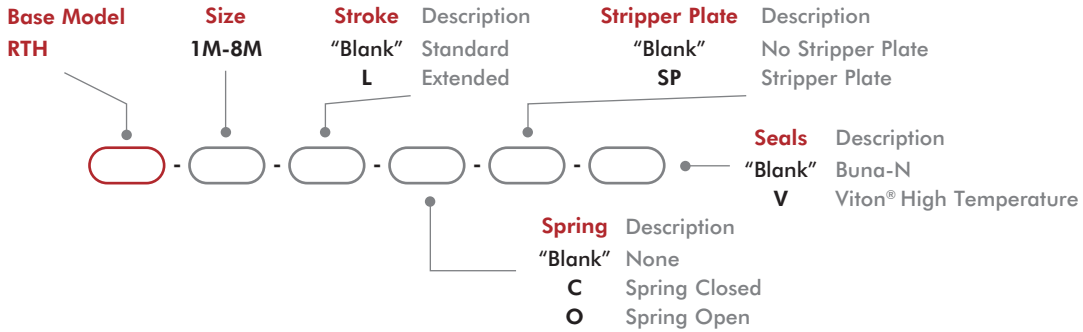 Base Model Size Stroke Description Stripper Plate Description
RTH 1M-8M “Blank” Standard “Blank” No Stripper Plate
L Extended SP Stripper Plate
- - - - -
Seals Description
“Blank” Buna-N
V Viton® High Temperature
Spring Description
“Blank” None
C Spring Closed
O Spring Open